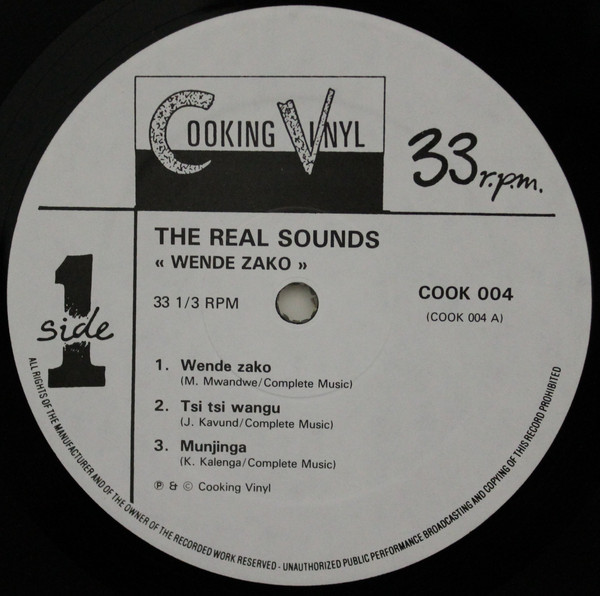 COOKING VINYL
33 r.p.m.
THE REAL SOUNDS
« WENDE ZAKO »
33 1/3 RPM
COOK 004
(COOK 004 A)
side 1
1. Wende zako
(M. Mwandwe/Complete Music)
2. Tsi tsi wangu
(J. Kavund/Complete Music)
3. Munjinga
(K. Kalenga/Complete Music)
℗ & © Cooking Vinyl
ALL RIGHTS OF THE MANUFACTURER AND OF THE OWNER OF THE RECORDED WORK RESERVED - UNAUTHORIZED PUBLIC PERFORMANCE BROADCASTING AND COPYING OF THIS RECORD PROHIBITED